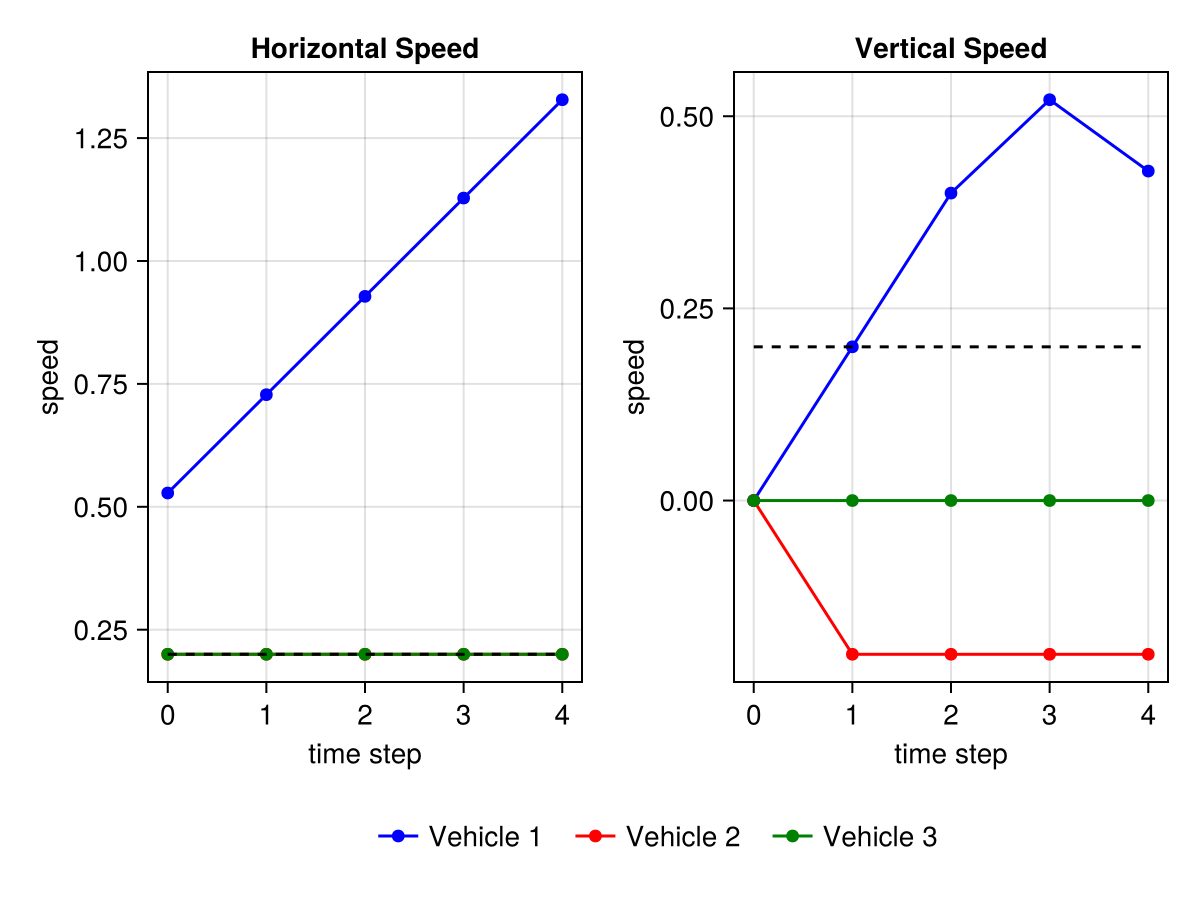 Horizontal Speed
speed
1.25
1.00
0.75
0.50
0.25
0 1 2 3 4
time step
Vertical Speed
speed
0.50
0.25
0.00
0 1 2 3 4
time step
Vehicle 1 Vehicle 2 Vehicle 3